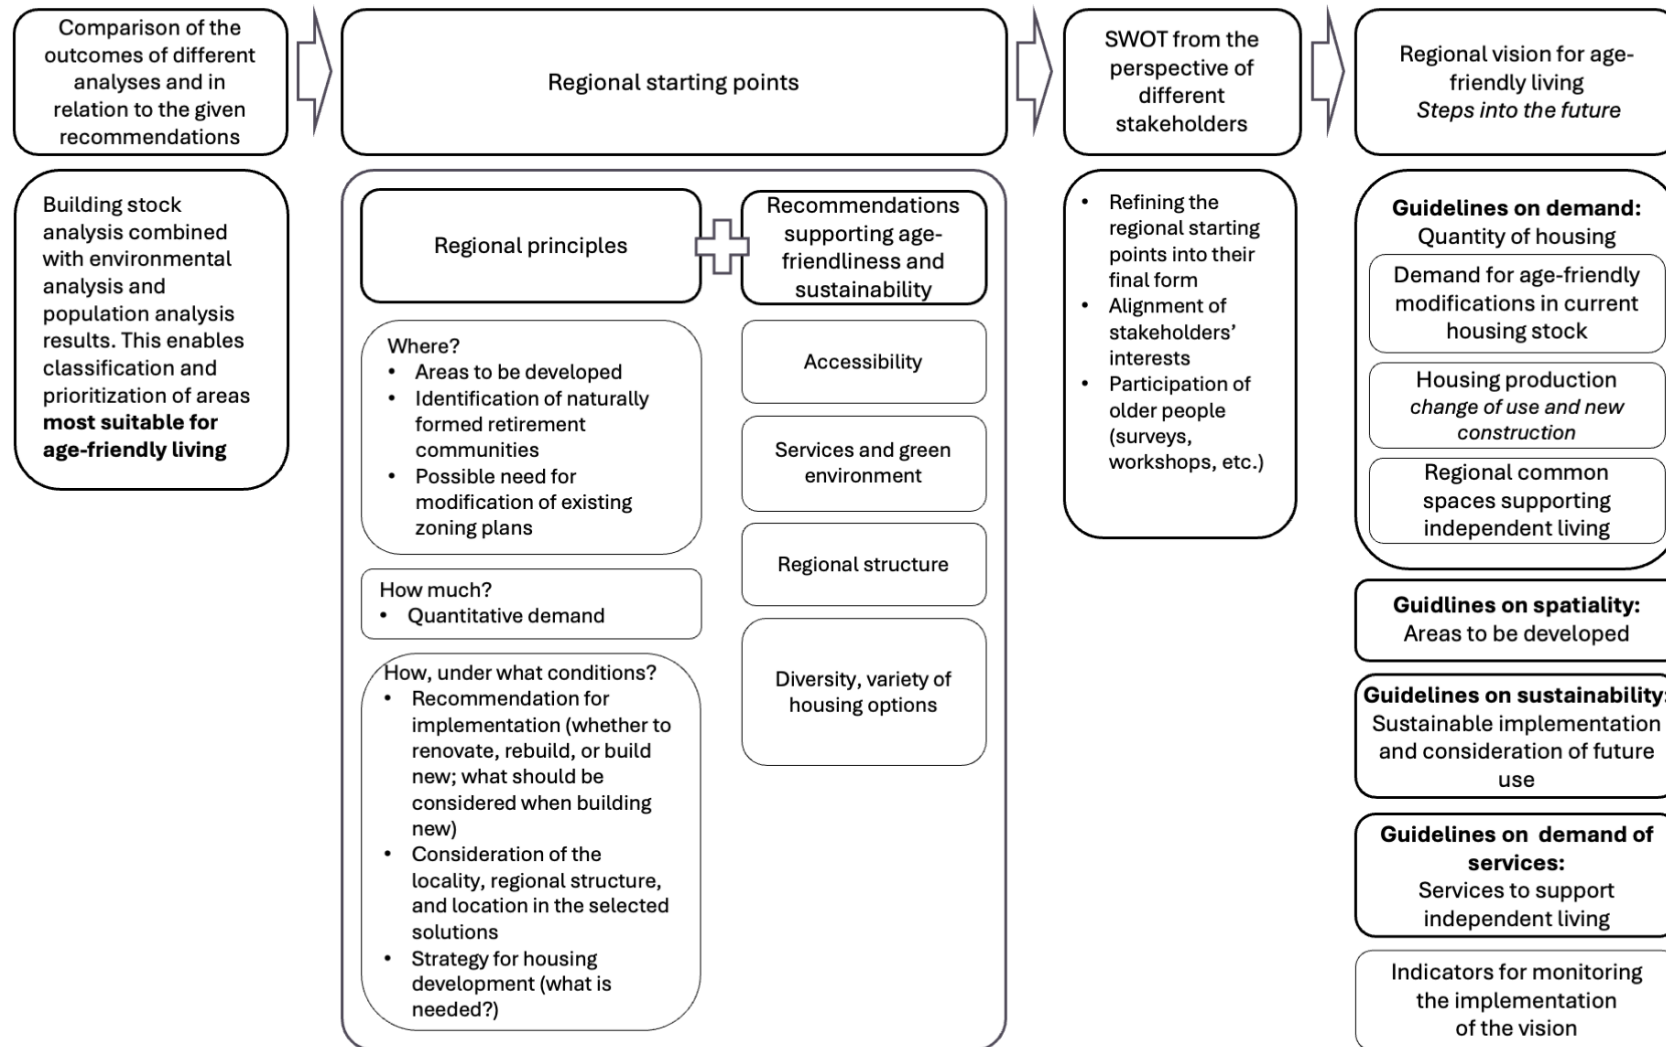 Comparison of the
outcomes of different
analyses and in
relation to the given
recommendations
Regional starting points
SWOT from the
perspective of
different
stakeholders
Regional vision for age-
friendly living
Steps into the future
Building stock
analysis combined
with environmental
analysis and
population analysis
results. This enables
classification and
prioritization of areas
most suitable for
age-friendly living
Regional principles
Where?
• Areas to be developed
• Identification of naturally
formed retirement
communities
• Possible need for
modification of existing
zoning plans
How much?
• Quantitative demand
How, under what conditions?
• Recommendation for
implementation (whether to
renovate, rebuild, or build
new; what should be
considered when building
new)
• Consideration of the
locality, regional structure,
and location in the selected
solutions
• Strategy for housing
development (what is
needed?)
Recommendations
supporting age-
friendliness and
sustainability
Accessibility
Services and green
environment
Regional structure
Diversity, variety of
housing options
• Refining the
regional starting
points into their
final form
• Alignment of
stakeholders’
interests
• Participation of
older people
(surveys,
workshops, etc.)
Guidelines on demand:
Quantity of housing
Demand for age-friendly
modifications in current
housing stock
Housing production
change of use and new
construction
Regional common
spaces supporting
independent living
Guidlines on spatiality:
Areas to be developed
Guidelines on sustainability:
Sustainable implementation
and consideration of future
use
Guidelines on demand of
services:
Services to support
independent living
Indicators for monitoring
the implementation
of the vision